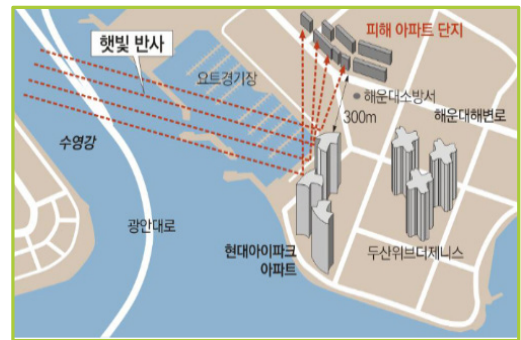 햇빛 반사
피해 아파트 단지
요트경기장
해운대소방서
300m
해운대해변로
수영강
광안대로
현대아이파크
아파트
두산위브더제니스